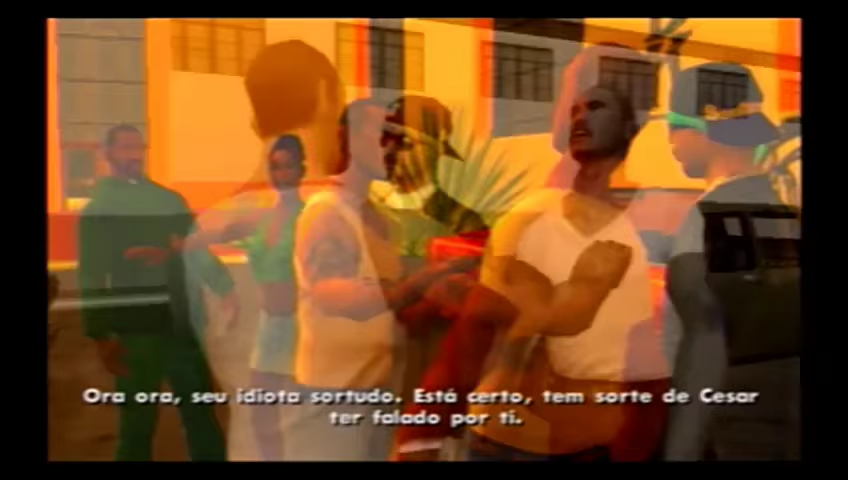 Ora ora, seu idiota sortudo. Está certo, tem sorte de Cesar
ter falado por ti.